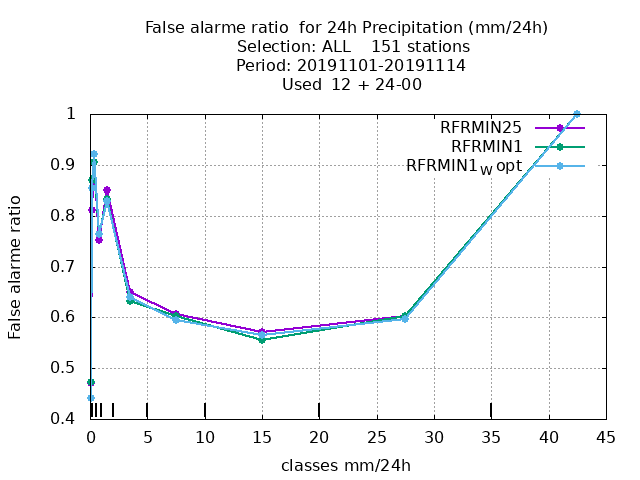 False alarme ratio  for 24h Precipitation (mm/24h)
Selection: ALL    151 stations
Period: 20191101-20191114
Used  12 + 24-00
RFRMIN25
RFRMIN1
RFRMIN1W opt
1
0.9
0.8
0.7
0.6
0.5
0.4
False alarme ratio
0 5 10 15 20 25 30 35 40 45
classes mm/24h